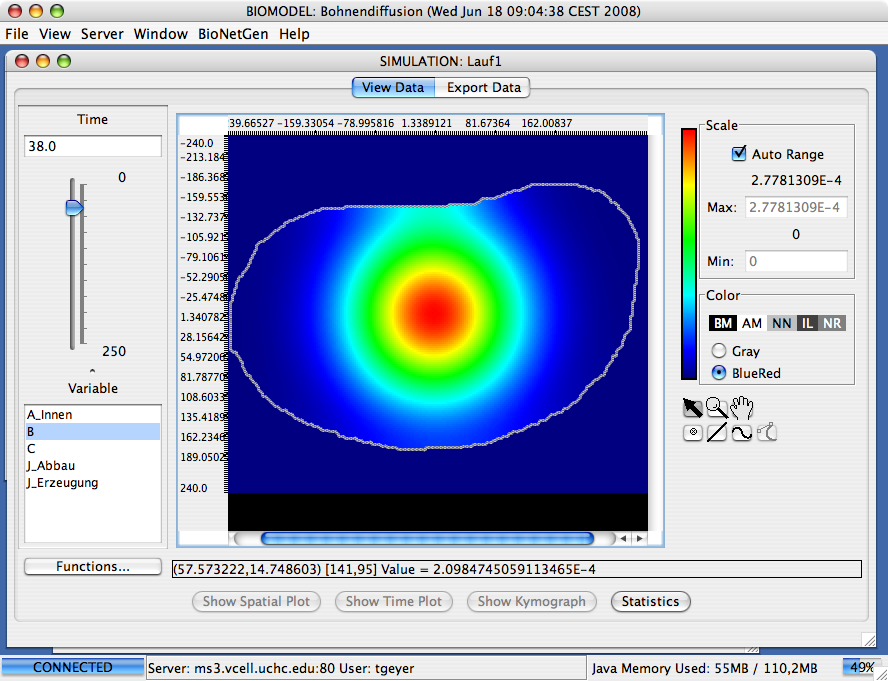 BIOMODEL: Bohnendiffusion (Wed Jun 18 09:04:38 CEST 2008)
File View Server Window BioNetGen Help
SIMULATION: Lauf1
View Data Export Data
Time
38.0
0
250
Variable
A_Innen
B
C
J_Abbau
J_Erzeugung
Functions...
39.66527 -159.33054 -78.995816 1.3389121 81.67364 162.00837
-240.0
-213.184
-186.368
-159.553
-132.737
-105.921
-79.1061
-52.2905
-25.4748
1.340782
28.15642
54.97206
81.78770
108.6033
135.4189
162.2346
189.0502
240.0
Scale
Auto Range
2.7781309E-4
Max: 2.7781309E-4
0
Min: 0
Color
BM AM NN IL NR
Gray
BlueRed
(57.573222,14.748603) [141,95] Value = 2.0984745059113465E-4
Show Spatial Plot Show Time Plot Show Kymograph Statistics
CONNECTED Server: ms3.vcell.uchc.edu:80 User: tgeyer Java Memory Used: 55MB / 110,2MB 49%